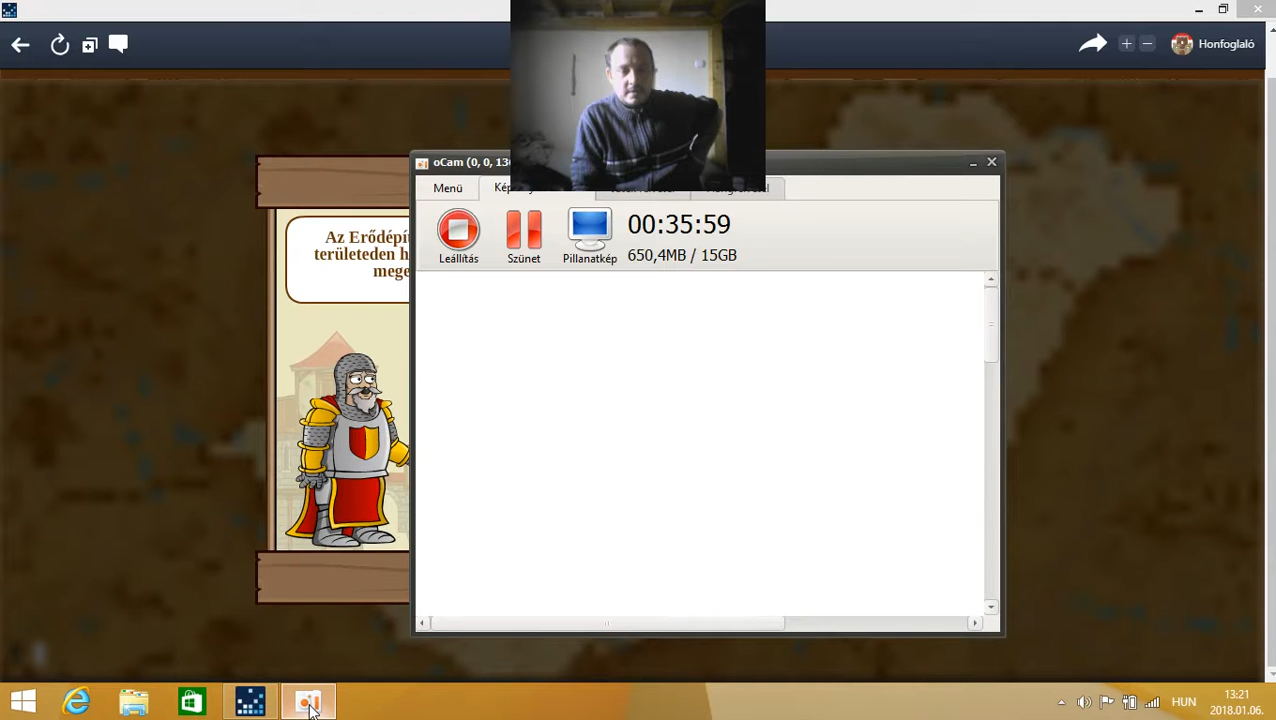 Honfoglaló
oCam (0, 0, 13
Menü
Leállítás
Szünet
Pillanatkép
00:35:59
650,4MB / 15GB
Az Erődépít
területeden h
mege
HUN
13:21
2018.01.06.